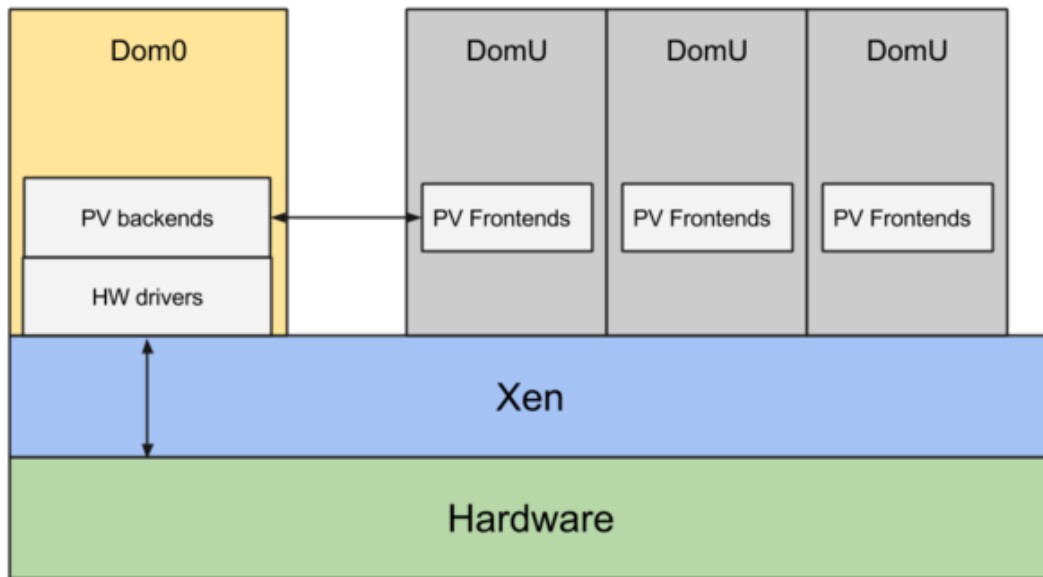 Dom0
DomU
DomU
DomU
PV backends
PV Frontends
PV Frontends
PV Frontends
HW drivers
Xen
Hardware